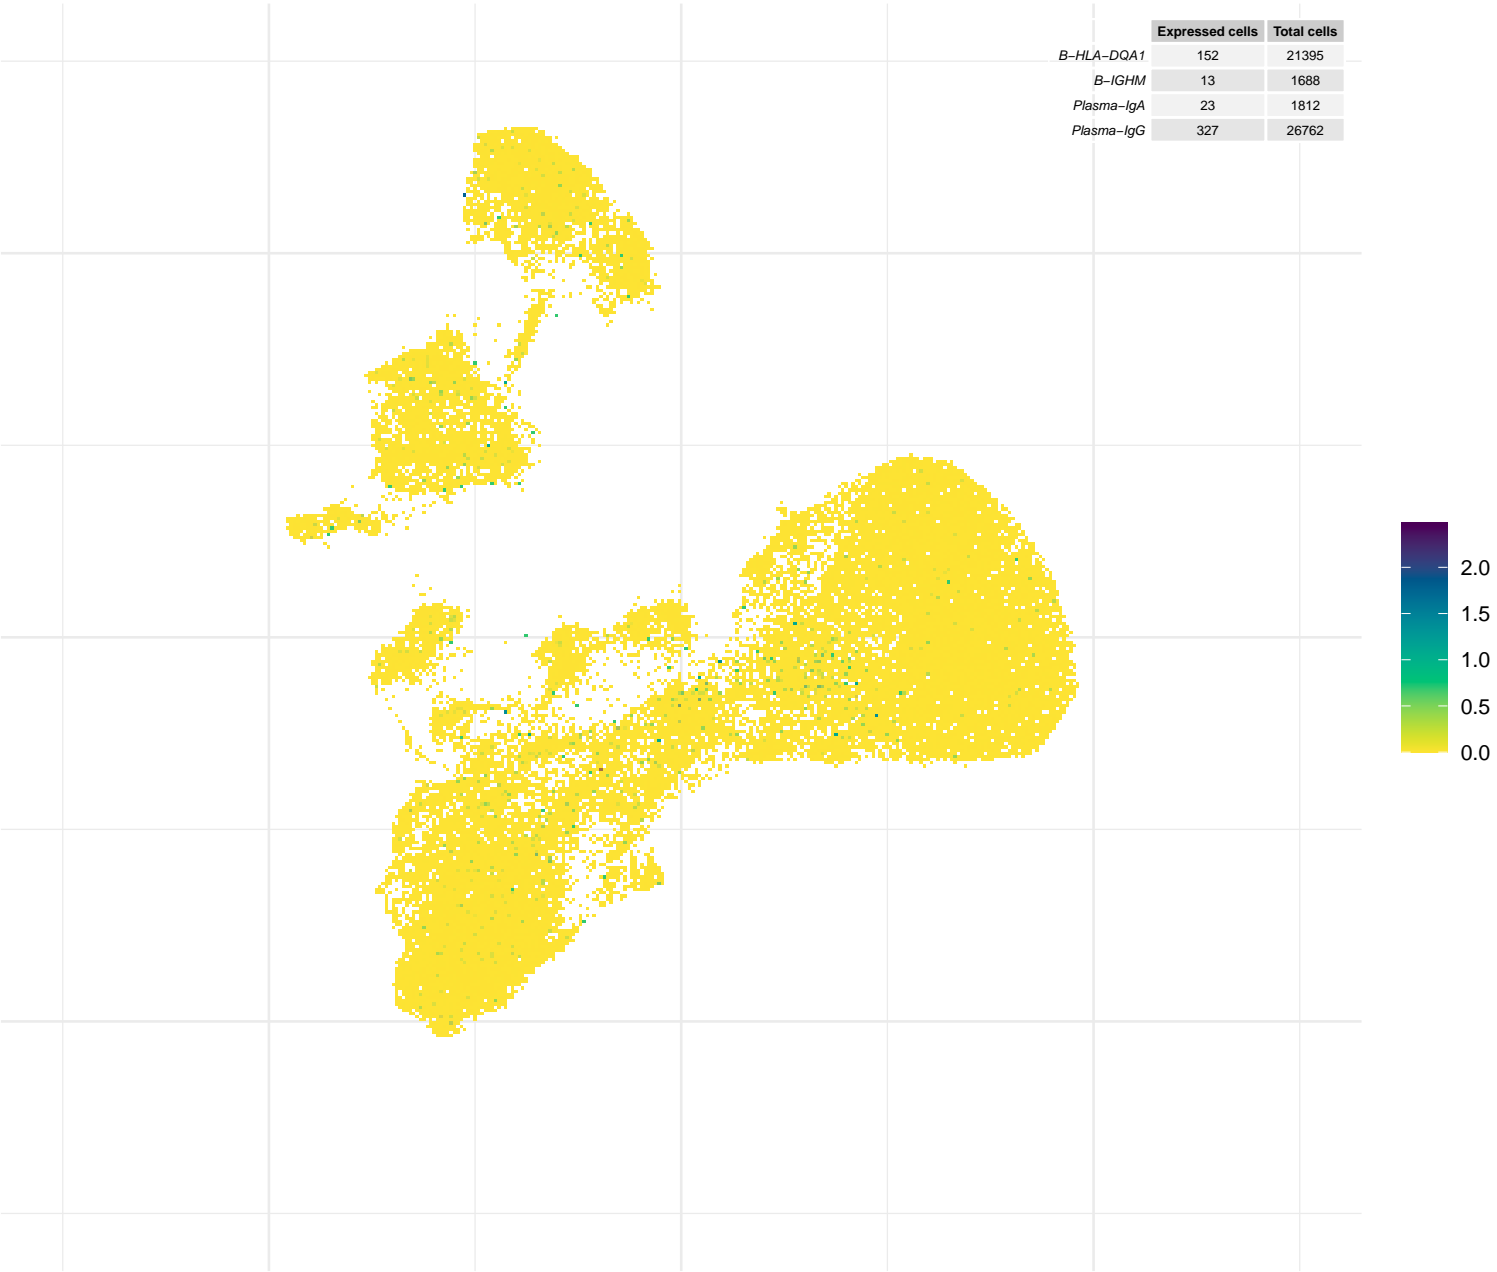 Expressed cells Total cells
B−HLA−DQA1 152 21395
B−IGHM 13 1688
Plasma−IgA 23 1812
Plasma−IgG 327 26762
2.0
1.5
1.0
0.5
0.0